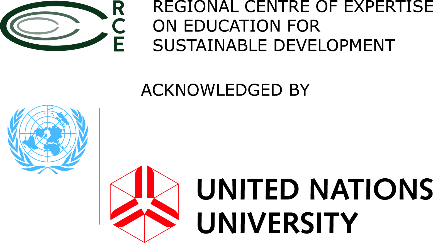 RCE
REGIONAL CENTRE OF EXPERTISE
ON EDUCATION FOR
SUSTAINABLE DEVELOPMENT
ACKNOWLEDGED BY
UNITED NATIONS
UNIVERSITY